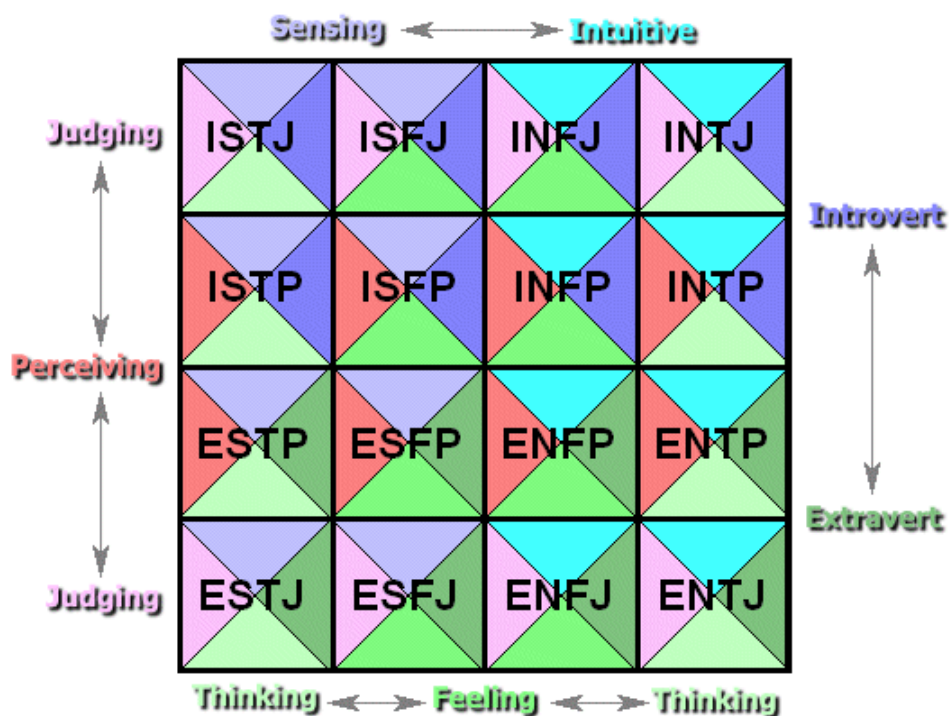 Sensing Intuitive
Judging
ISTJ ISFJ INFJ INTJ
Introvert
ISTP ISFP INFP INTP
Perceiving
ESTP ESFP ENFP ENTP
Extravert
Judging
ESTJ ESFJ ENFJ ENTJ
Thinking Feeling Thinking